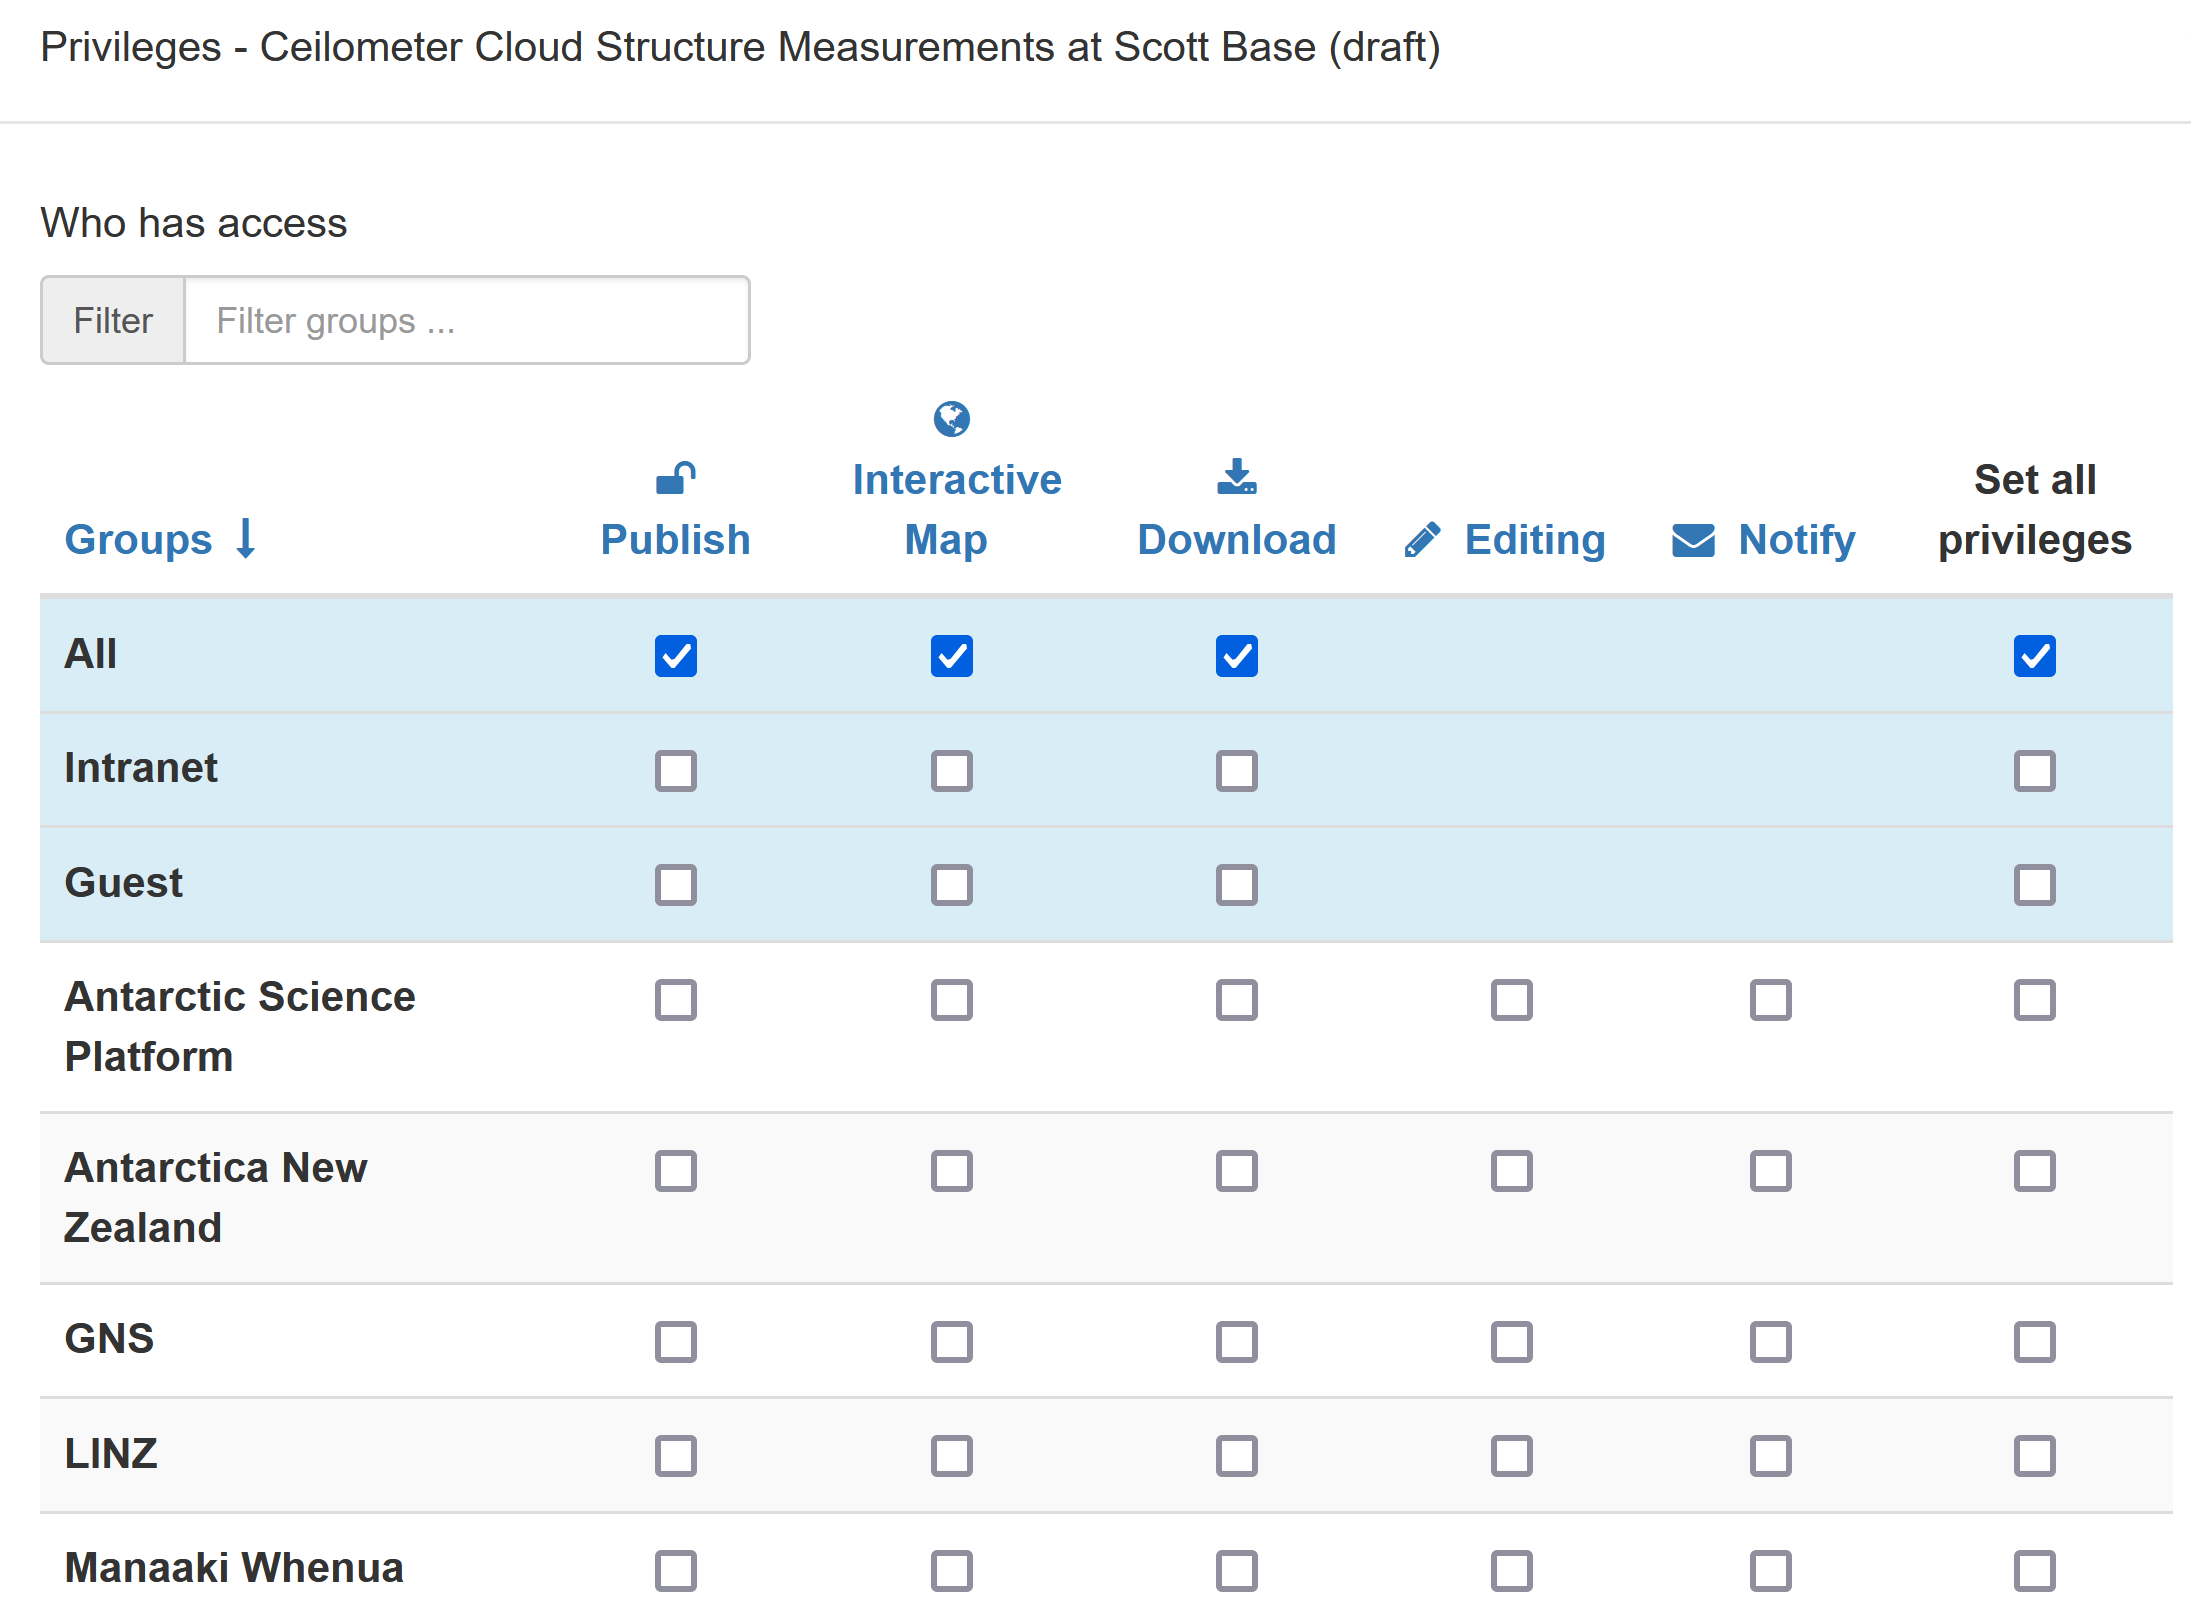 Privileges - Ceilometer Cloud Structure Measurements at Scott Base (draft)
Who has access
Filter Filter groups ...
Groups Publish Interactive Map Download Editing Notify Set all privileges
All
Intranet
Guest
Antarctic Science
Platform
Antarctica New
Zealand
GNS
LINZ
Manaaki Whenua